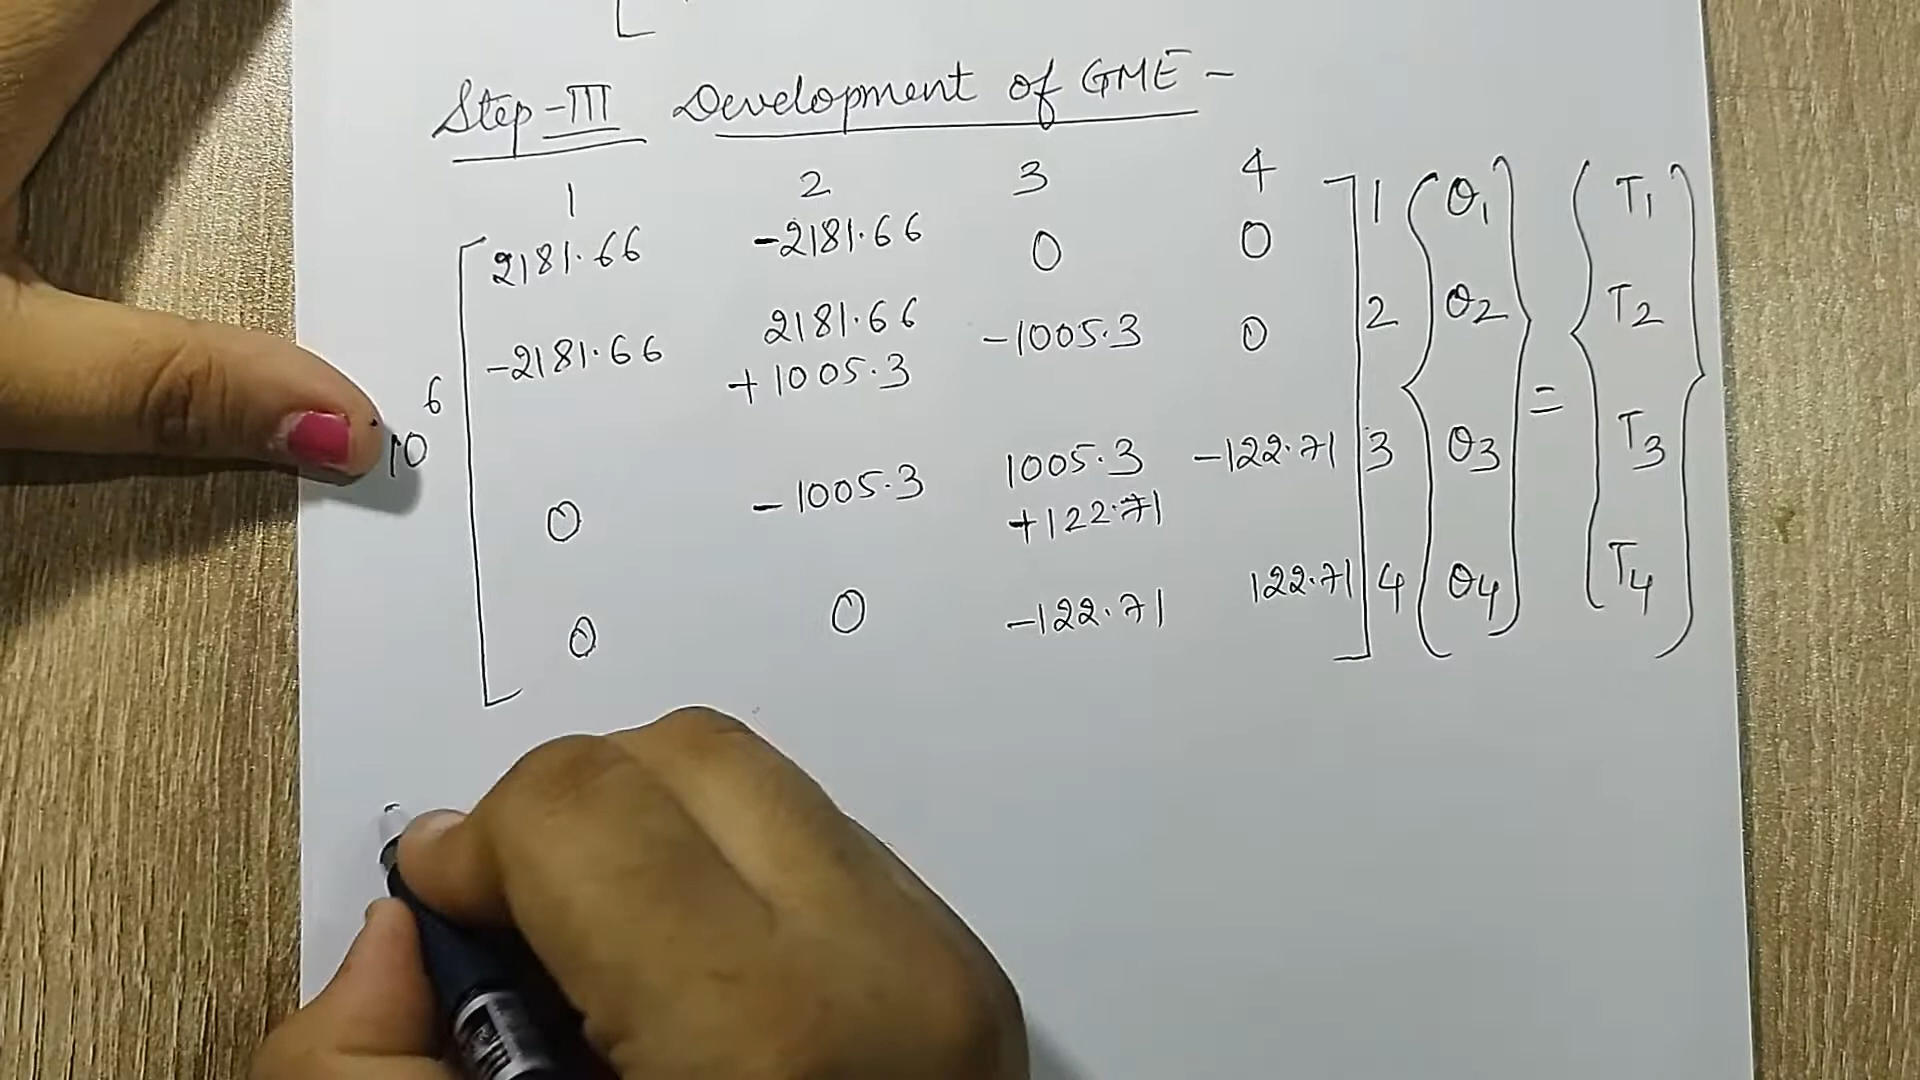 Step-III Development of GME -
1 2 3 4
2181.66 -2181.66 0 0 1 θ1 T1
-2181.66 2181.66 +1005.3 -1005.3 0 2 θ2 = T2
10^6
0 -1005.3 1005.3 +122.71 -122.71 3 θ3 T3
0 0 -122.71 122.71 4 θ4 T4